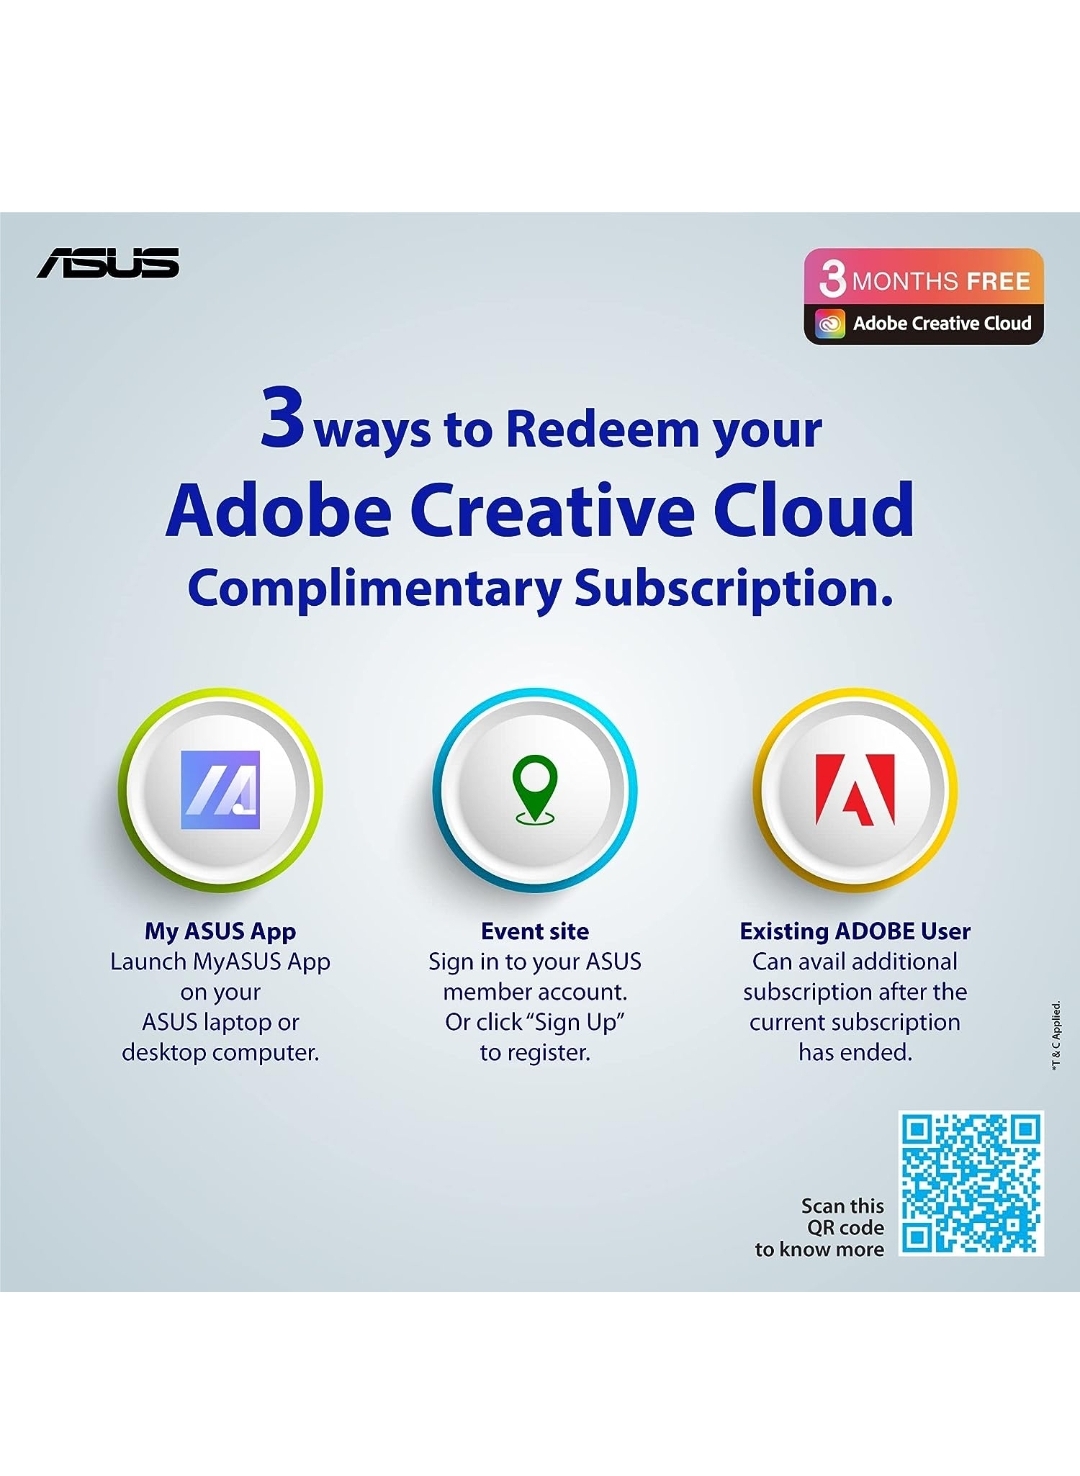 ASUS
3 MONTHS FREE
Adobe Creative Cloud
3 ways to Redeem your
Adobe Creative Cloud
Complimentary Subscription.
My ASUS App
Launch MyASUS App
on your
ASUS laptop or
desktop computer.
Event site
Sign in to your ASUS
member account.
Or click “Sign Up”
to register.
Existing ADOBE User
Can avail additional
subscription after the
current subscription
has ended.
*T & C Applied.
Scan this
QR code
to know more